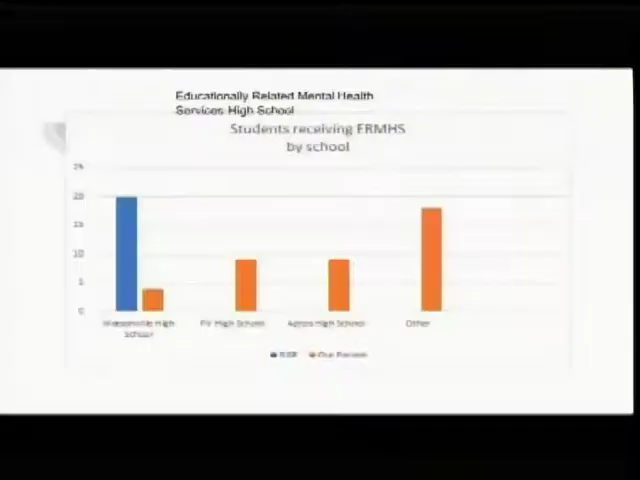 Educationally Related Mental Health
Services High School
Students receiving ERMHS
by school
25
20
15
10
5
0
Watsonville High
School
PV High School
Aptos High School
Other